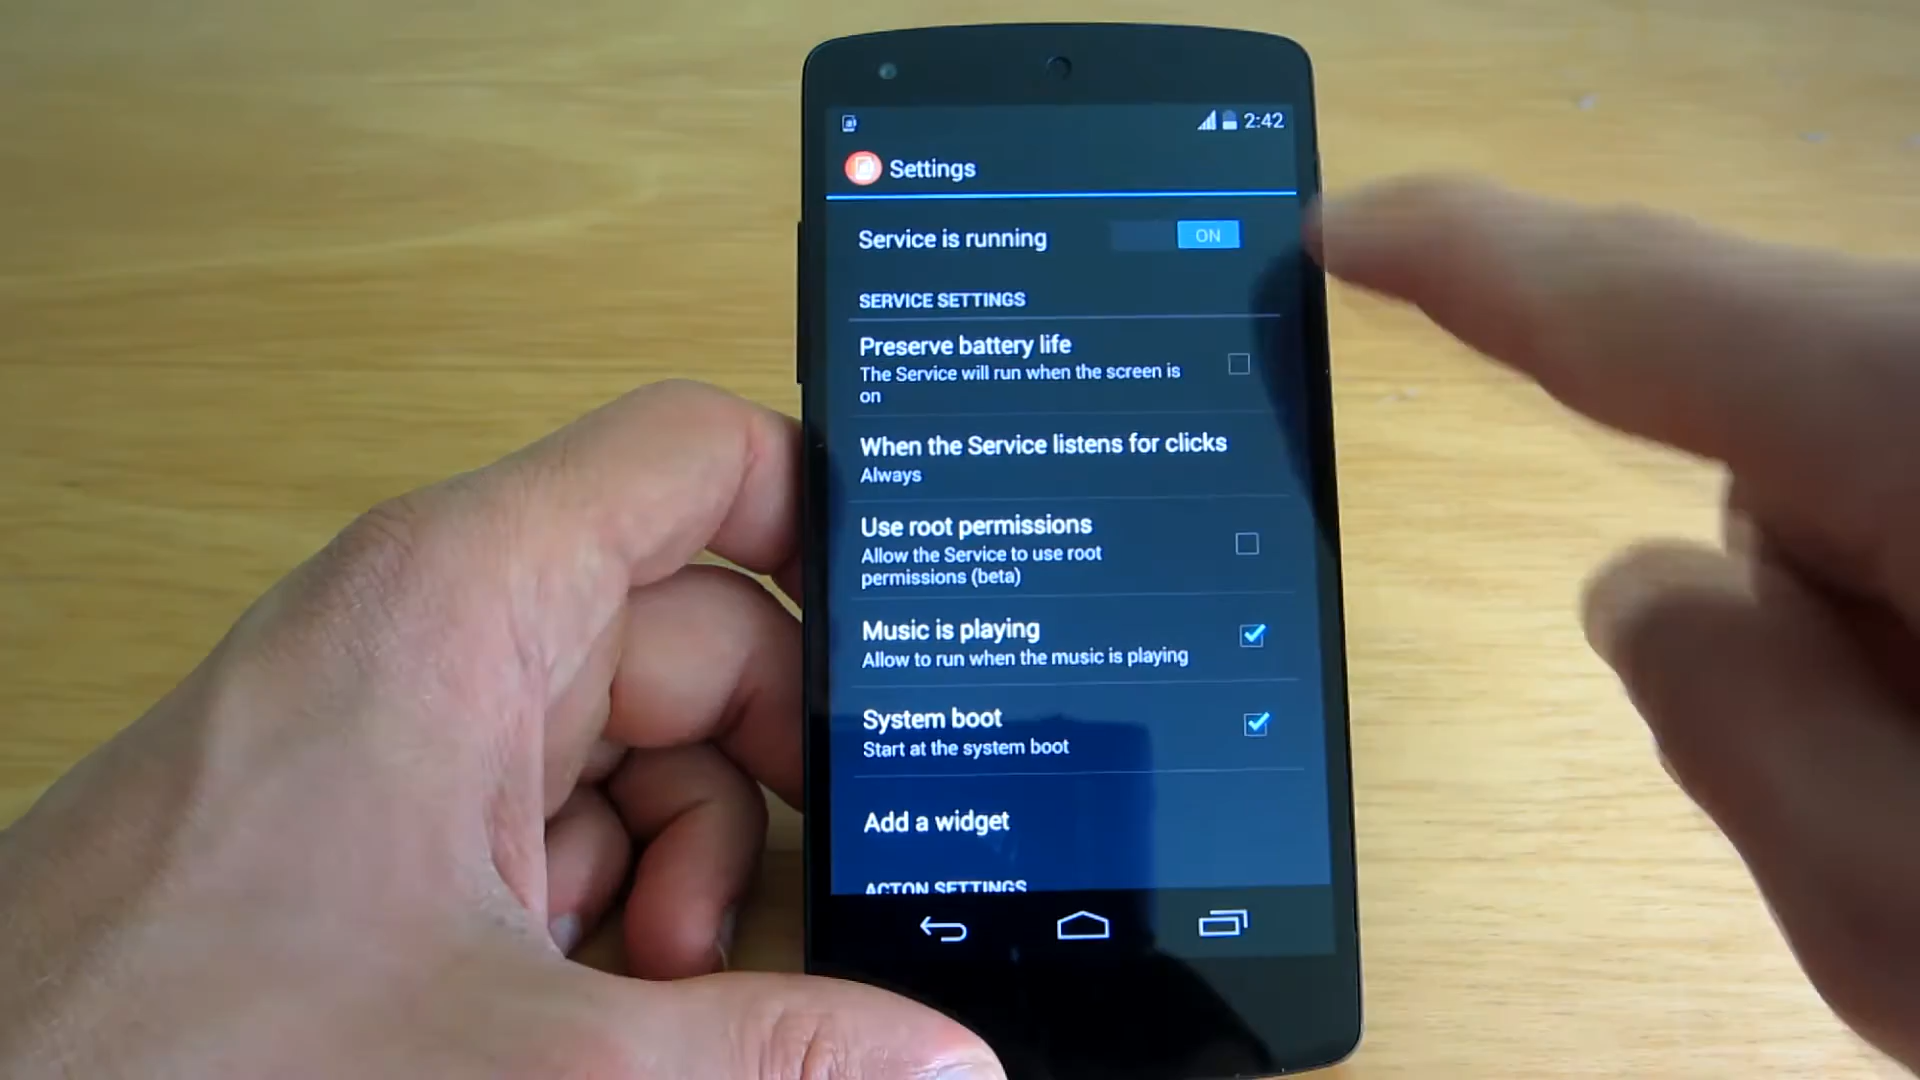 2:42
Settings
Service is running
ON
SERVICE SETTINGS
Preserve battery life
The Service will run when the screen is
on
When the Service listens for clicks
Always
Use root permissions
Allow the Service to use root
permissions (beta)
Music is playing
Allow to run when the music is playing
System boot
Start at the system boot
Add a widget
ACTON SETTINGS